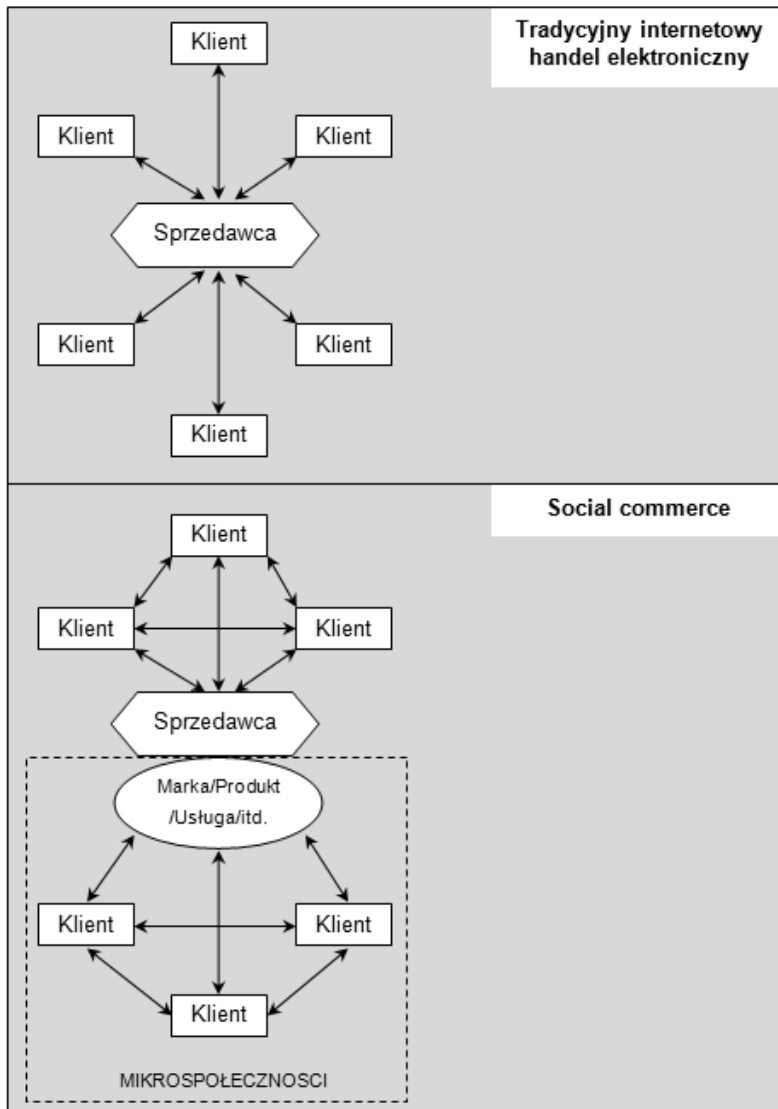 Tradycyjny internetowy
handel elektroniczny
Klient
Klient
Klient
Sprzedawca
Klient
Klient
Klient
Social commerce
Klient
Klient
Klient
Sprzedawca
Marka/Produkt
/Usługa/itd.
Klient
Klient
Klient
MIKROSPOŁECZNOSCI